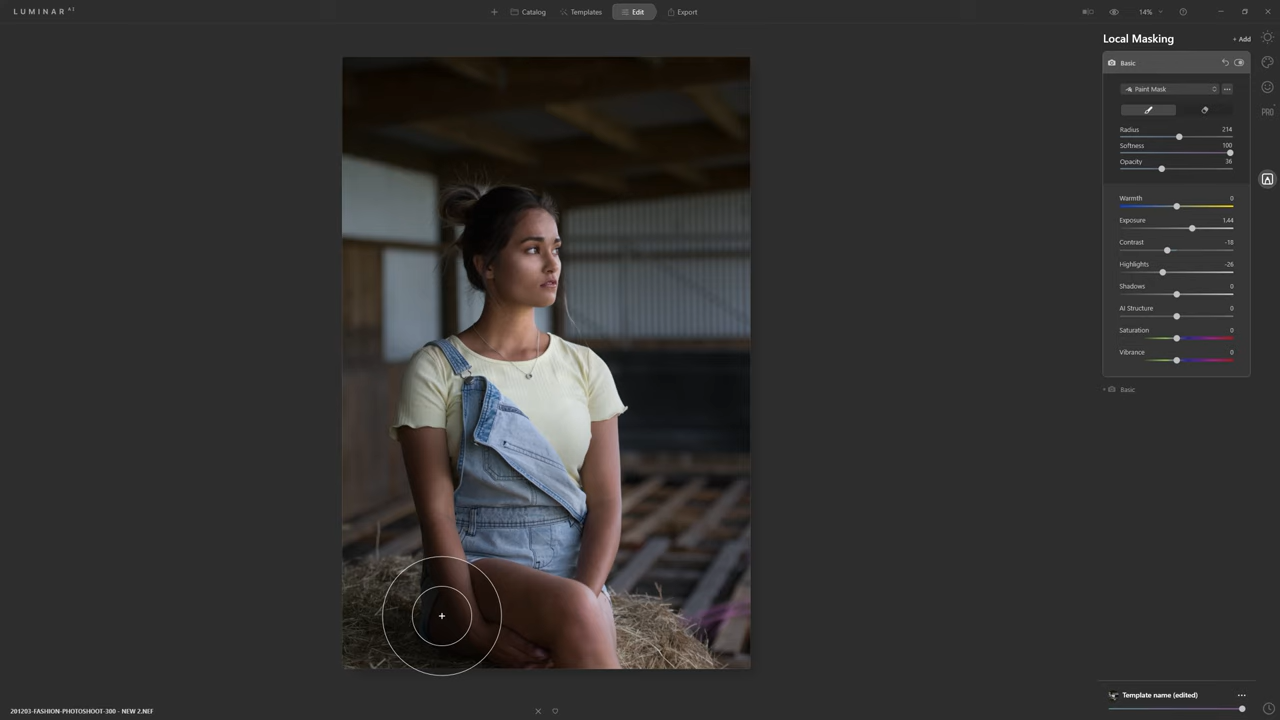 LUMINAR AI
Catalog
Templates
Edit
Export
14%
Local Masking
+ Add
Basic
Paint Mask
Radius 214
Softness 100
Opacity 36
Warmth 0
Exposure 1.44
Contrast -18
Highlights -26
Shadows 0
AI Structure 0
Saturation 0
Vibrance 0
Basic
PRO
Template name (edited)
201203-FASHION-PHOTOSHOOT-300 - NEW 2.NEF